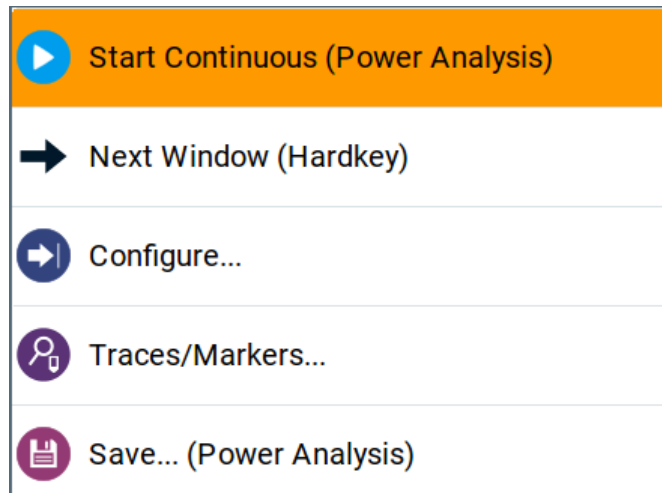 Start Continuous (Power Analysis)
Next Window (Hardkey)
Configure...
Traces/Markers...
Save... (Power Analysis)